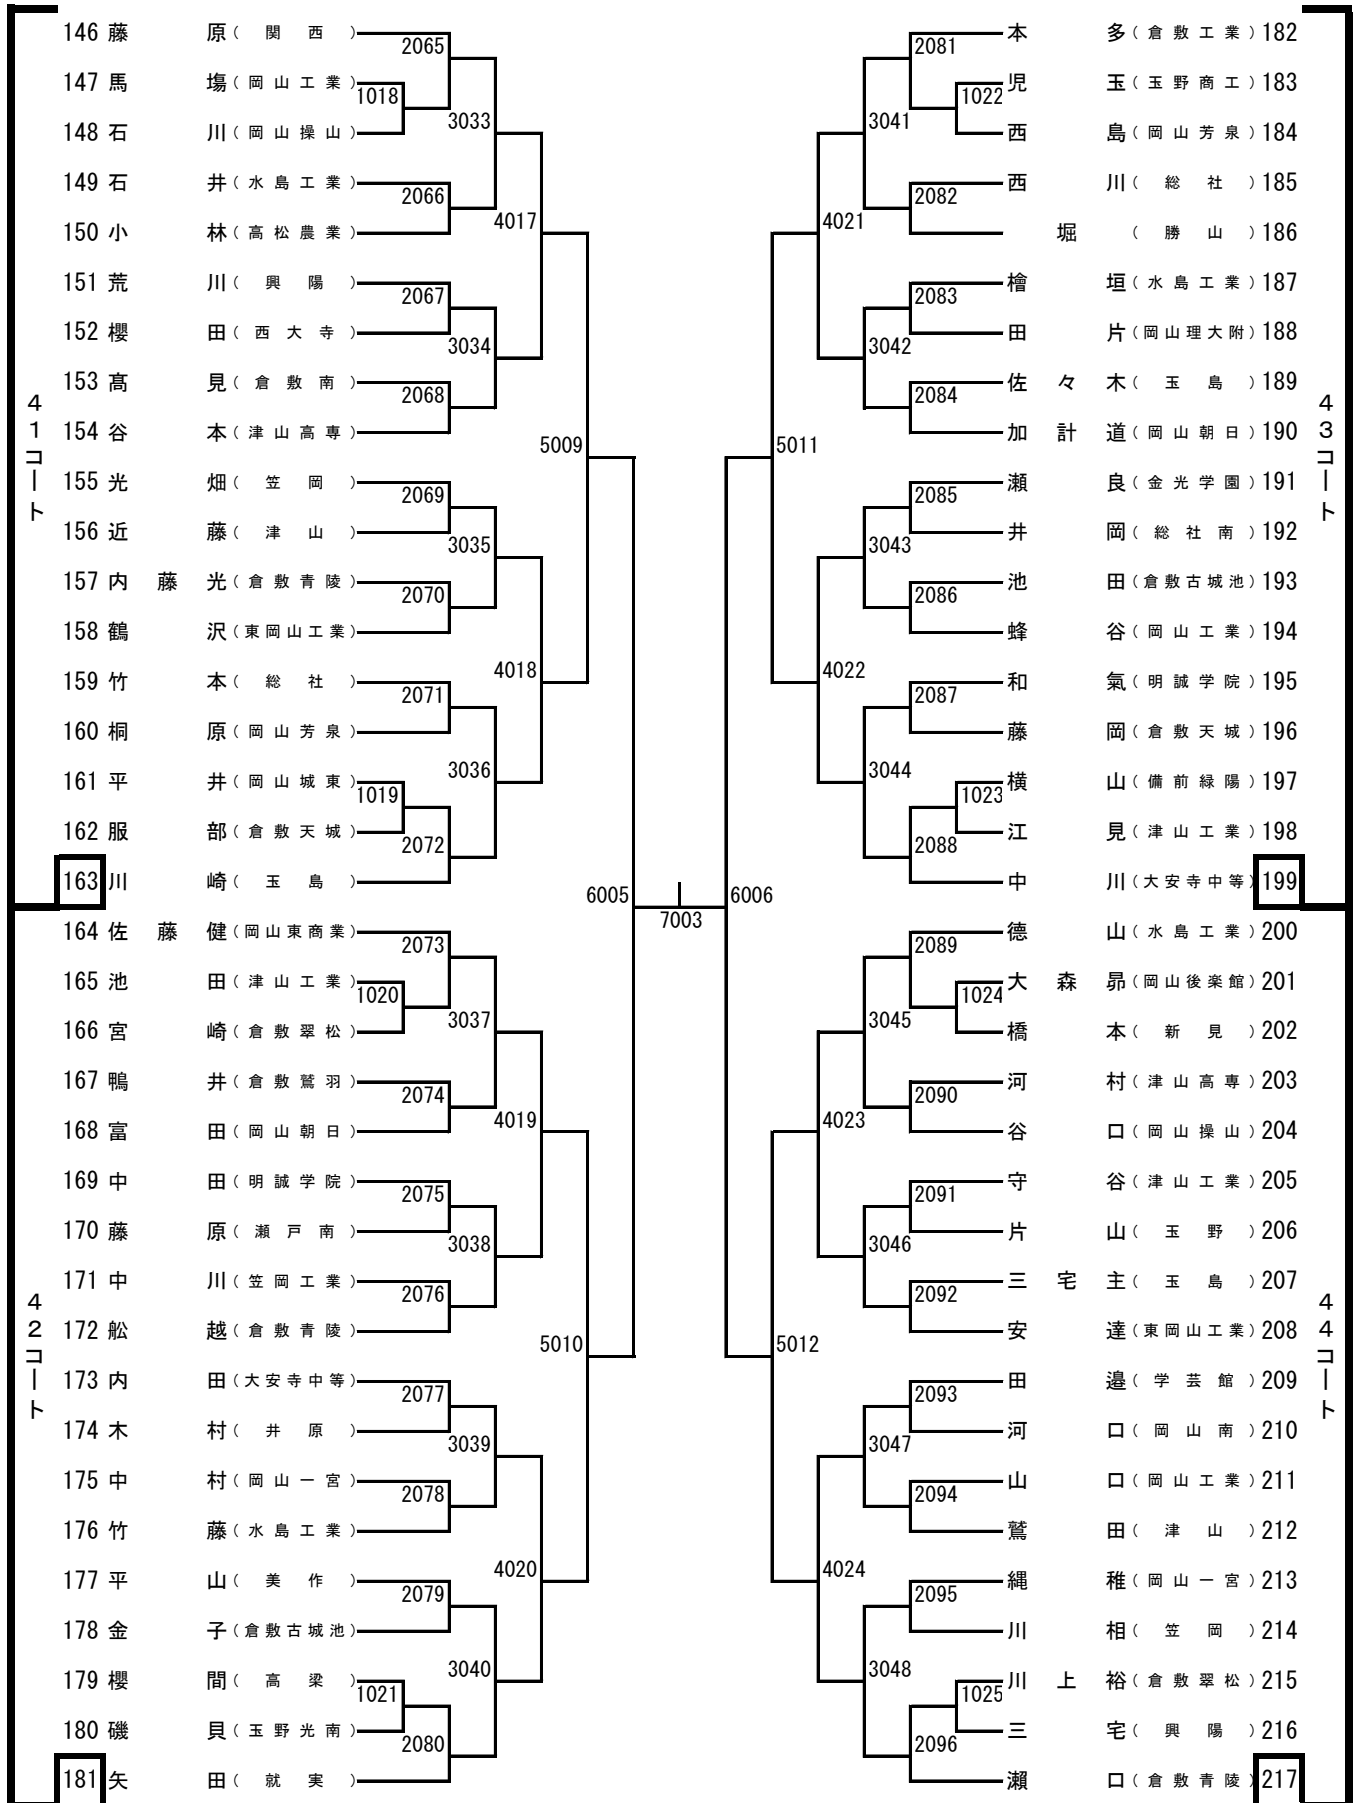 41コート
146 藤原(関西)
147 馬塲(岡山工業)
148 石川(岡山操山)
149 石井(水島工業)
150 小林(高松農業)
151 荒川(興陽)
152 櫻田(西大寺)
153 髙見(倉敷南)
154 谷本(津山高専)
155 光畑(笠岡)
156 近藤(津山)
157 内藤光(倉敷青陵)
158 鶴沢(東岡山工業)
159 竹本(総社)
160 桐原(岡山芳泉)
161 平井(岡山城東)
162 服部(倉敷天城)
163 川崎(玉島)
42コート
164 佐藤健(岡山東商業)
165 池田(津山工業)
166 宮崎(倉敷翠松)
167 鴨井(倉敷鷲羽)
168 富田(岡山朝日)
169 中田(明誠学院)
170 藤原(瀬戸南)
171 中川(笠岡工業)
172 舩越(倉敷青陵)
173 内田(大安寺中等)
174 木村(井原)
175 中村(岡山一宮)
176 竹藤(水島工業)
177 平山(美作)
178 金子(倉敷古城池)
179 櫻間(高梁)
180 磯貝(玉野光南)
181 矢田(就実)
1018
1019
1020
1021
2065
2066
2067
2068
2069
2070
2071
2072
2073
2074
2075
2076
2077
2078
2079
2080
3033
3034
3035
3036
3037
3038
3039
3040
4017
4018
4019
4020
5009
5010
6005
7003
6006
5011
5012
4021
4022
4023
4024
3041
3042
3043
3044
3045
3046
3047
3048
2081
2082
2083
2084
2085
2086
2087
2088
2089
2090
2091
2092
2093
2094
2095
2096
1022
1023
1024
1025
43コート
本多(倉敷工業)182
児玉(玉野商工)183
西島(岡山芳泉)184
西川(総社)185
堀(勝山)186
檜垣(水島工業)187
田片(岡山理大附)188
佐々木(玉島)189
加計道(岡山朝日)190
瀬良(金光学園)191
井岡(総社南)192
池田(倉敷古城池)193
蜂谷(岡山工業)194
和氣(明誠学院)195
藤岡(倉敷天城)196
横山(備前緑陽)197
江見(津山工業)198
中川(大安寺中等)199
44コート
德山(水島工業)200
大森昴(岡山後楽館)201
橋本(新見)202
河村(津山高専)203
谷口(岡山操山)204
守谷(津山工業)205
片山(玉野)206
三宅主(玉島)207
安達(東岡山工業)208
田邉(学芸館)209
河口(岡山南)210
山口(岡山工業)211
鷲田(津山)212
縄稚(岡山一宮)213
川相(笠岡)214
川上裕(倉敷翠松)215
三宅(興陽)216
瀬口(倉敷青陵)217